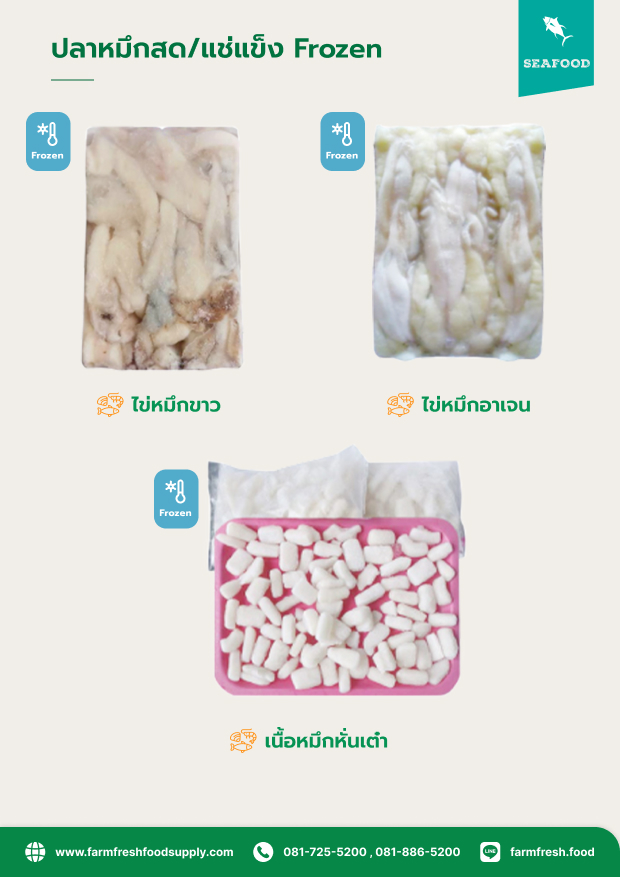 ปลาหมึกสด/แช่แข็ง Frozen
SEAFOOD
Frozen
Frozen
ไข่หมึกขาว
ไข่หมึกอาเจน
Frozen
เนื้อหมึกหั่นเต๋า
www.farmfreshfoodsupply.com
081-725-5200 , 081-886-5200
LINE
farmfresh.food